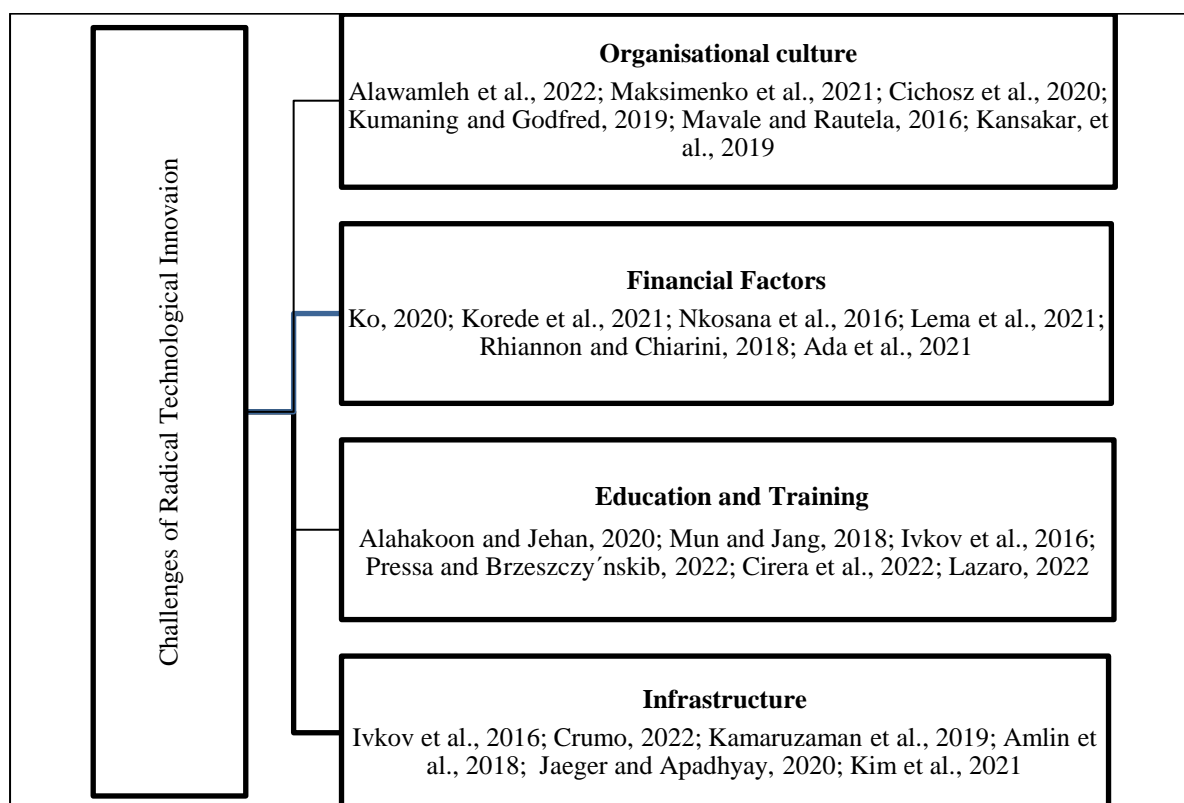 Challenges of Radical Technological Innovaion
Organisational culture
Alawamleh et al., 2022; Maksimenko et al., 2021; Cichosz et al., 2020;
Kumaning and Godfred, 2019; Mavale and Rautela, 2016; Kansakar, et
al., 2019
Financial Factors
Ko, 2020; Korede et al., 2021; Nkosana et al., 2016; Lema et al., 2021;
Rhiannon and Chiarini, 2018; Ada et al., 2021
Education and Training
Alahakoon and Jehan, 2020; Mun and Jang, 2018; Ivkov et al., 2016;
Pressa and Brzeszczy´nskib, 2022; Cirera et al., 2022; Lazaro, 2022
Infrastructure
Ivkov et al., 2016; Crumo, 2022; Kamaruzaman et al., 2019; Amlin et
al., 2018; Jaeger and Apadhyay, 2020; Kim et al., 2021